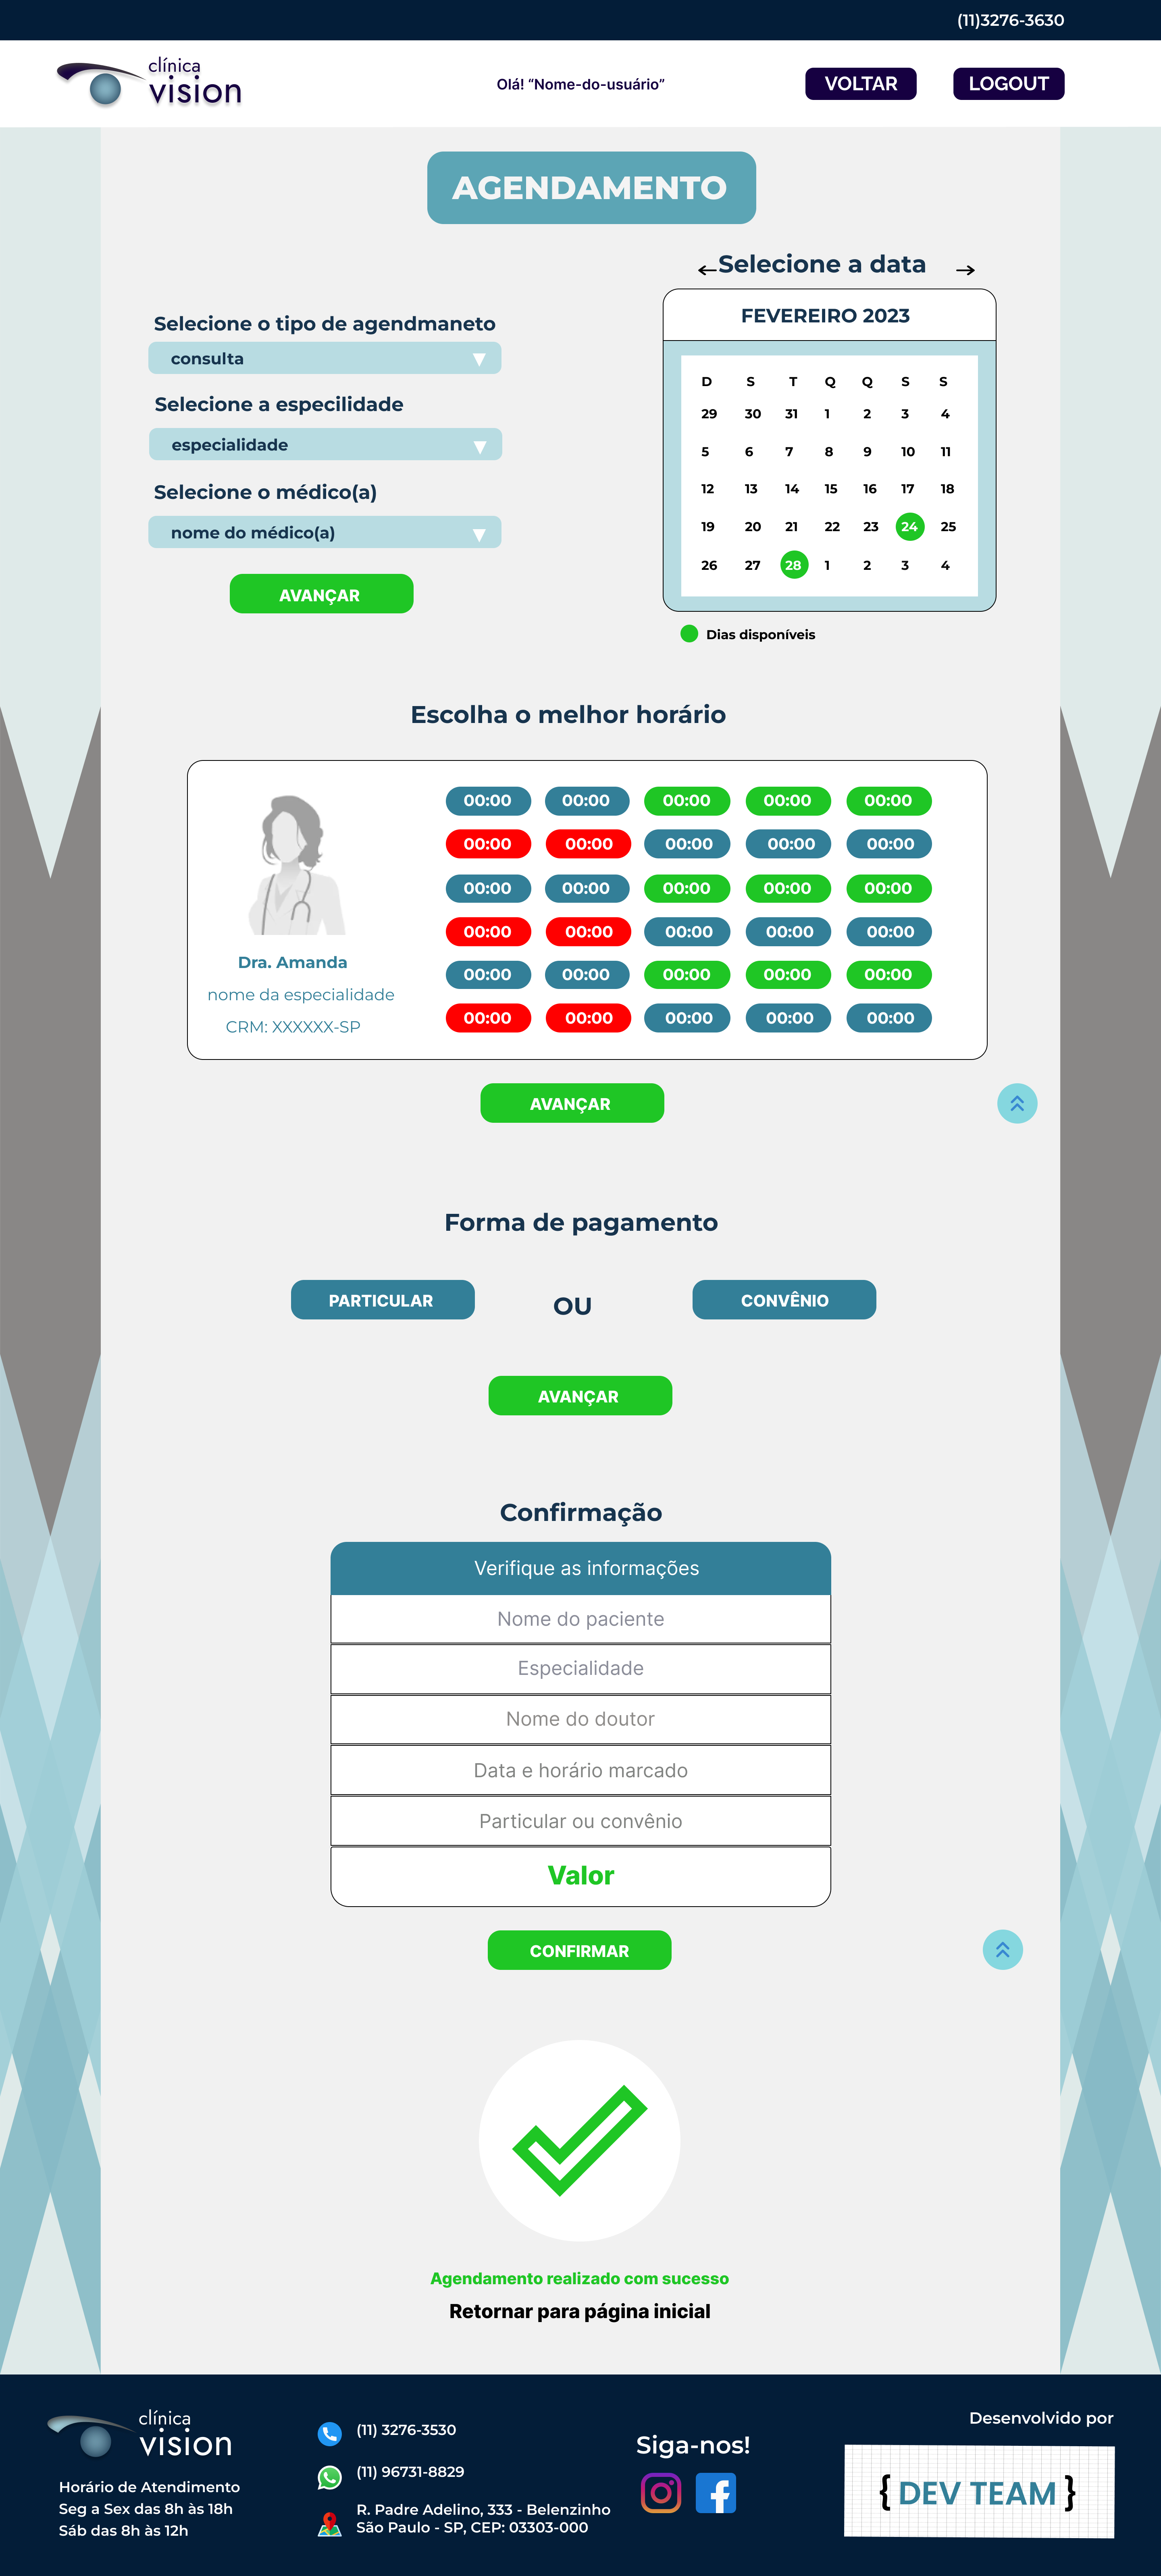 (11)3276-3630
clínica
vision
Olá! “Nome-do-usuário”
VOLTAR
LOGOUT
AGENDAMENTO
Selecione a data
Selecione o tipo de agendmaneto
consulta
Selecione a especilidade
especialidade
Selecione o médico(a)
nome do médico(a)
AVANÇAR
FEVEREIRO 2023
D S T Q Q S S
29 30 31 1 2 3 4
5 6 7 8 9 10 11
12 13 14 15 16 17 18
19 20 21 22 23 24 25
26 27 28 1 2 3 4
Dias disponíveis
Escolha o melhor horário
Dra. Amanda
nome da especialidade
CRM: XXXXXX-SP
00:00 00:00 00:00 00:00 00:00
00:00 00:00 00:00 00:00 00:00
00:00 00:00 00:00 00:00 00:00
00:00 00:00 00:00 00:00 00:00
00:00 00:00 00:00 00:00 00:00
00:00 00:00 00:00 00:00 00:00
AVANÇAR
Forma de pagamento
PARTICULAR
OU
CONVÊNIO
AVANÇAR
Confirmação
Verifique as informações
Nome do paciente
Especialidade
Nome do doutor
Data e horário marcado
Particular ou convênio
Valor
CONFIRMAR
Agendamento realizado com sucesso
Retornar para página inicial
clínica
vision
Horário de Atendimento
Seg a Sex das 8h às 18h
Sáb das 8h às 12h
(11) 3276-3530
(11) 96731-8829
R. Padre Adelino, 333 - Belenzinho
São Paulo - SP, CEP: 03303-000
Siga-nos!
Desenvolvido por
{ DEV TEAM }